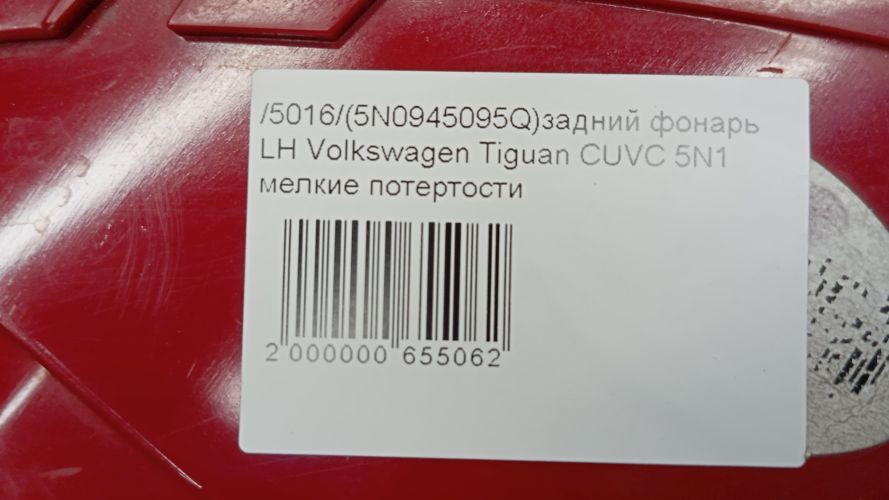 /5016/(5N0945095Q)задний фонарь
LH Volkswagen Tiguan CUVC 5N1
мелкие потертости
2 000000 655062